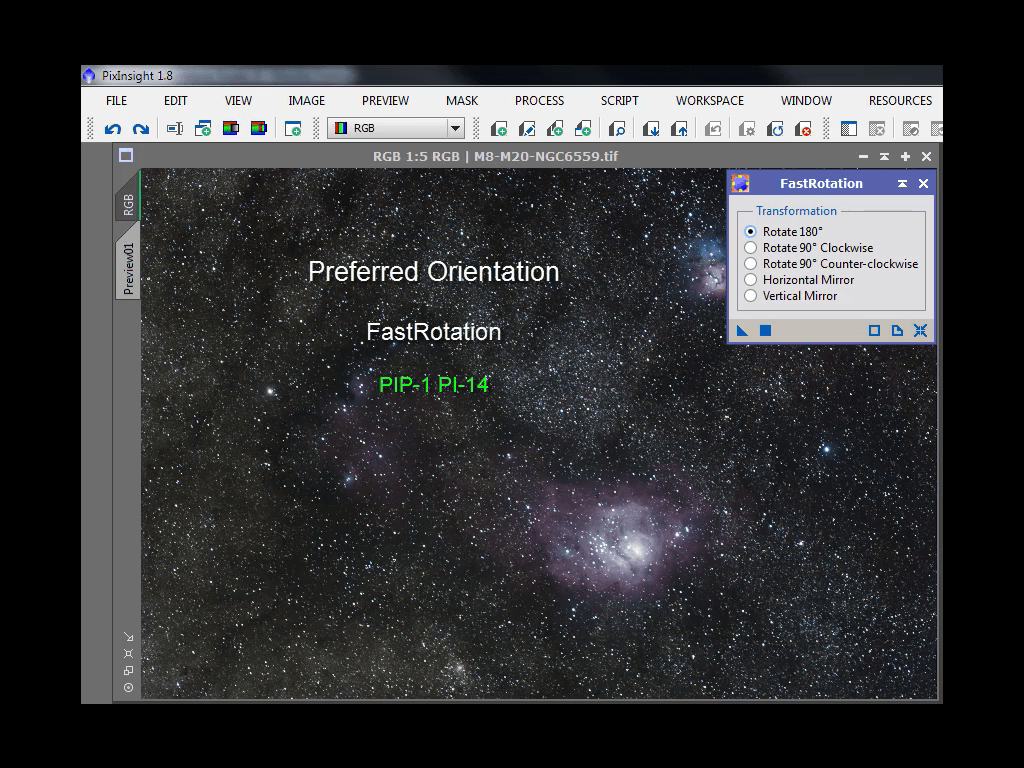 PixInsight 1.8
FILE EDIT VIEW IMAGE PREVIEW MASK PROCESS SCRIPT WORKSPACE WINDOW RESOURCES
RGB
RGB 1:5 RGB | M8-M20-NGC6559.tif
RGB
Preview01
FastRotation
Transformation
Rotate 180°
Rotate 90° Clockwise
Rotate 90° Counter-clockwise
Horizontal Mirror
Vertical Mirror
Preferred Orientation
FastRotation
PIP-1 PI-14